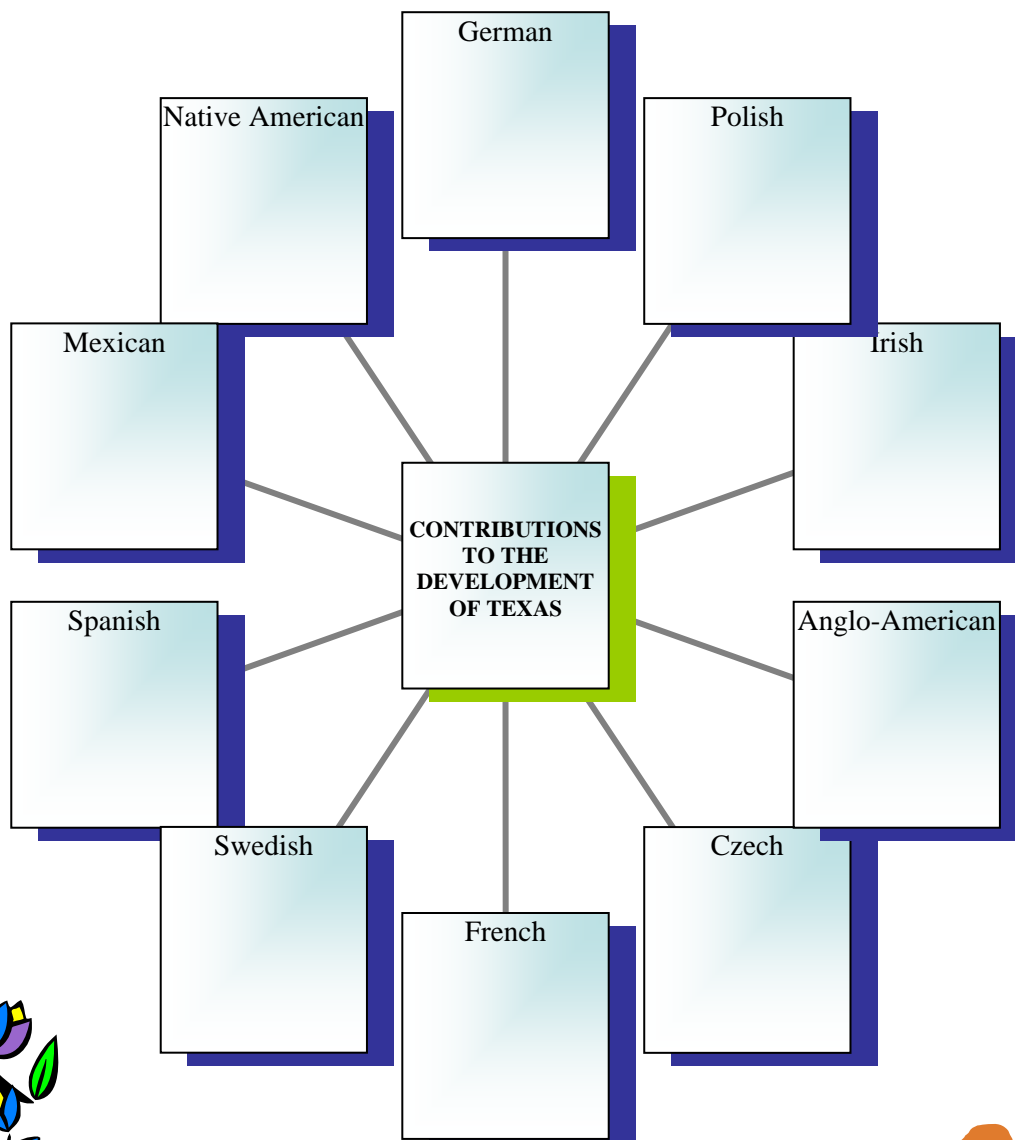 German
Native American
Polish
Mexican
Irish
CONTRIBUTIONS
TO THE
DEVELOPMENT
OF TEXAS
Spanish
Anglo-American
Swedish
Czech
French